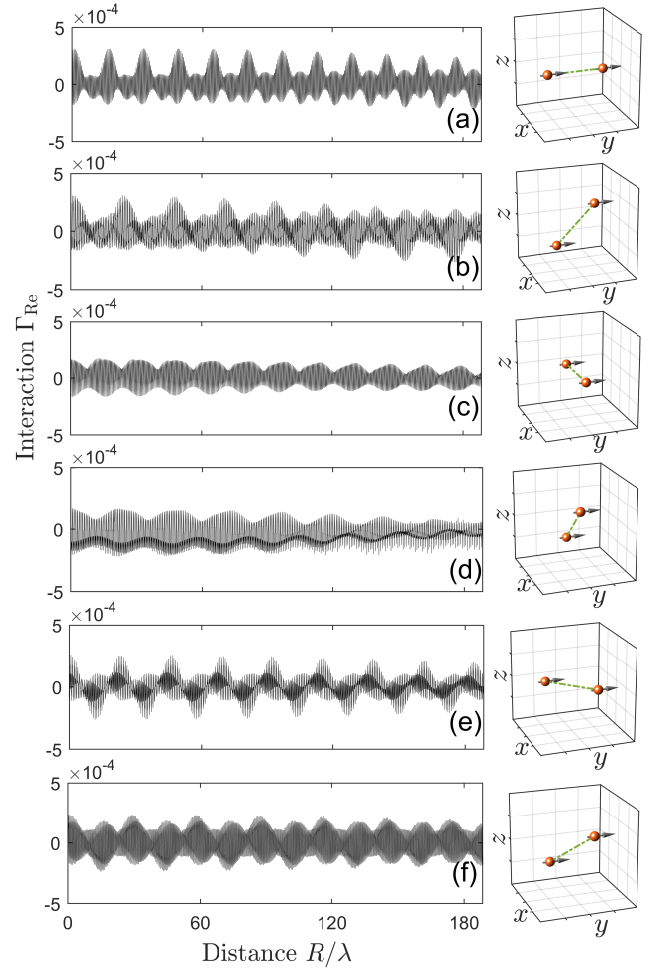 ×10⁻⁴
5
0
-5
(a)
z
x
y
×10⁻⁴
5
0
-5
(b)
z
x
y
Interaction Γ_Re
×10⁻⁴
5
0
-5
(c)
z
x
y
×10⁻⁴
5
0
-5
(d)
z
x
y
×10⁻⁴
5
0
-5
(e)
z
x
y
×10⁻⁴
5
0
-5
(f)
z
x
y
0 60 120 180
Distance R/λ